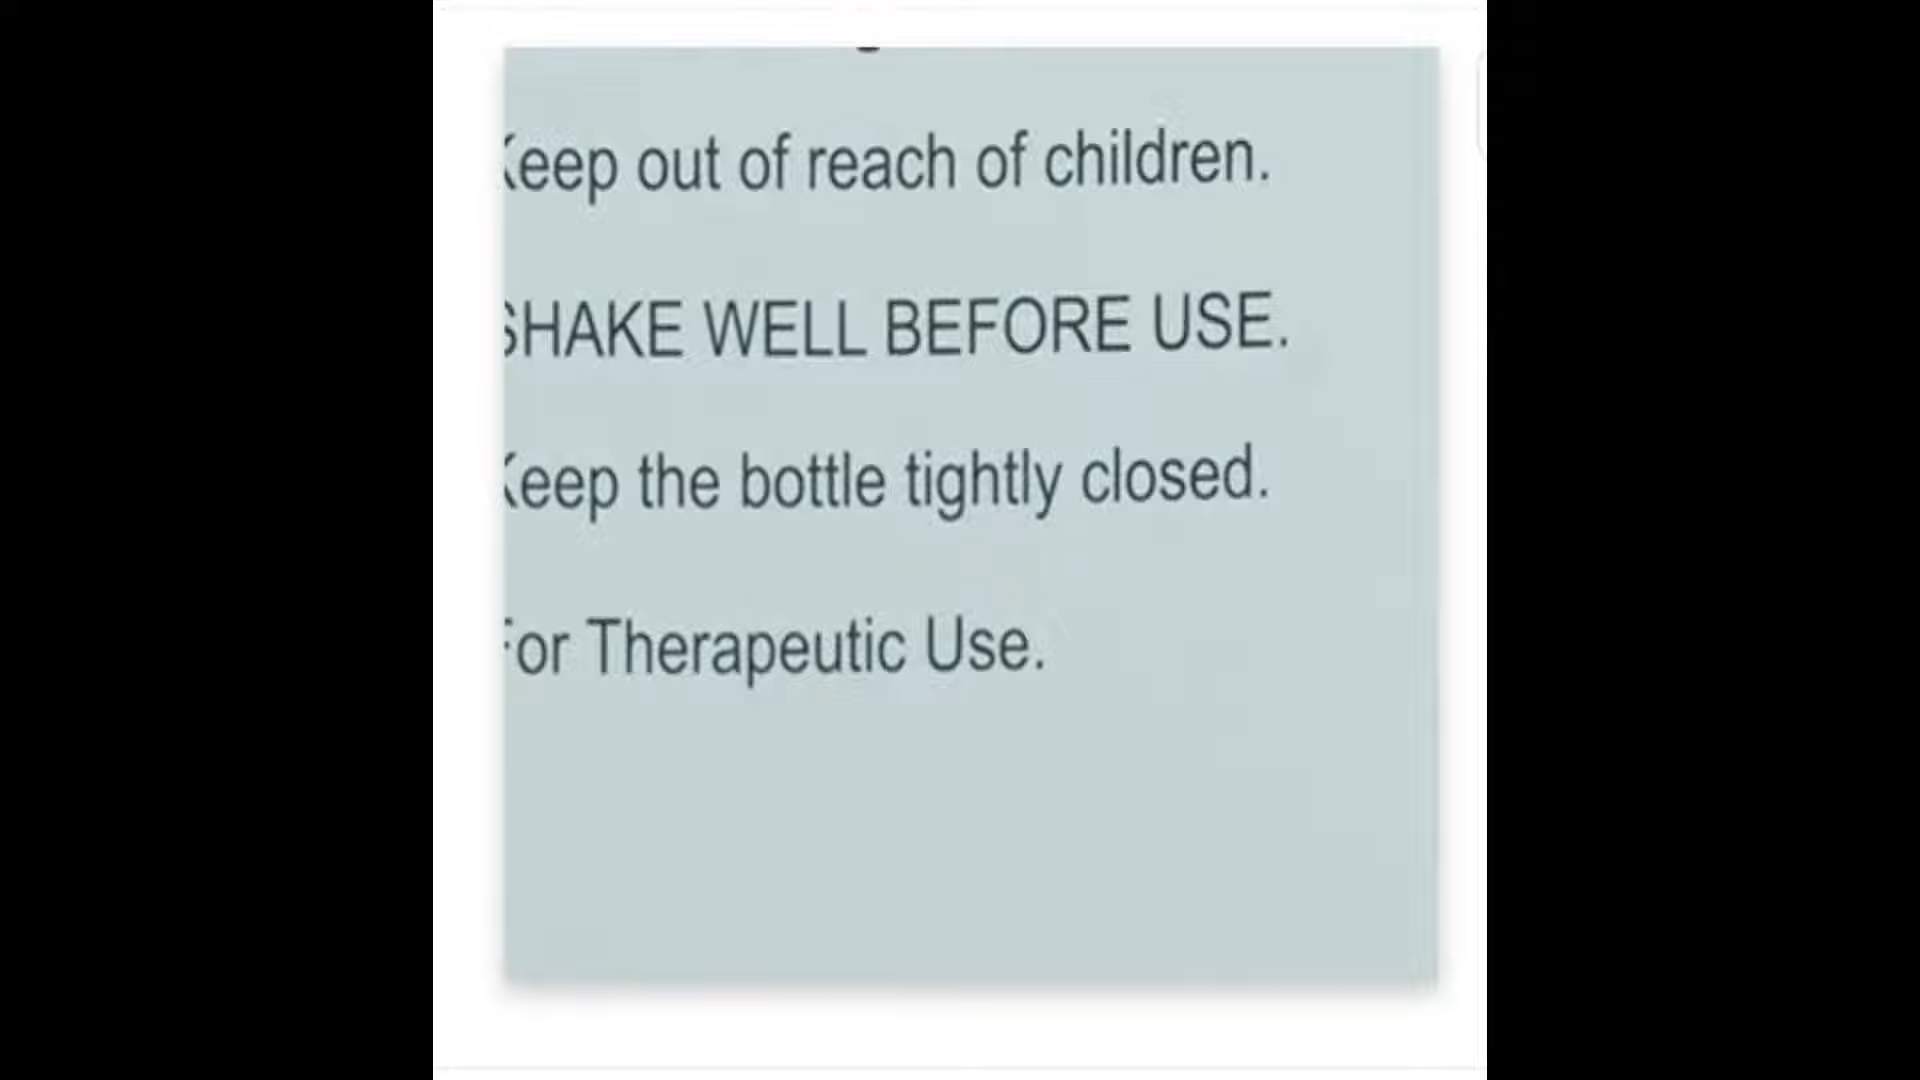 Keep out of reach of children.
SHAKE WELL BEFORE USE.
Keep the bottle tightly closed.
For Therapeutic Use.